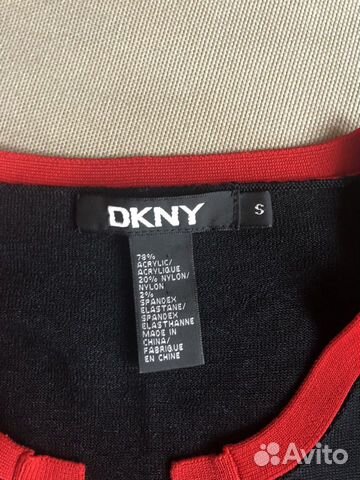 DKNY
S
78%
ACRYLIC/
ACRYLIQUE
20% NYLON/
NYLON
2%
SPANDEX
ELASTANE/
SPANDEX
ELASTHANNE
MADE IN
CHINA/
FABRIQUE
EN CHINE
Avito